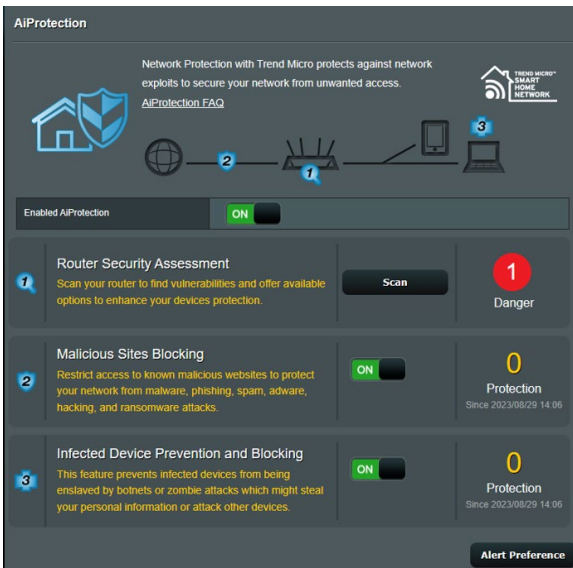 AiProtection
Network Protection with Trend Micro protects against network
exploits to secure your network from unwanted access.
AiProtection FAQ
TREND MICRO™
SMART
HOME
NETWORK
3
2
1
Enabled AiProtection
ON
1
Router Security Assessment
Scan your router to find vulnerabilities and offer available
options to enhance your devices protection.
Scan
1
Danger
2
Malicious Sites Blocking
Restrict access to known malicious websites to protect
your network from malware, phishing, spam, adware,
hacking, and ransomware attacks.
ON
0
Protection
Since 2023/08/29 14:06
3
Infected Device Prevention and Blocking
This feature prevents infected devices from being
enslaved by botnets or zombie attacks which might steal
your personal information or attack other devices.
ON
0
Protection
Since 2023/08/29 14:06
Alert Preference